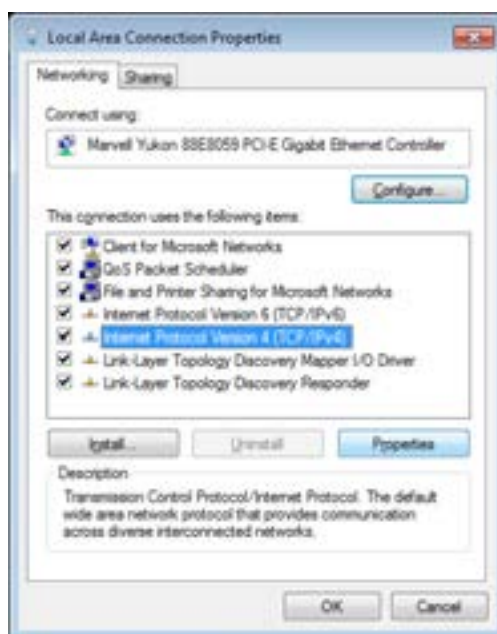 Local Area Connection Properties
Networking
Sharing
Connect using:
Marvell Yukon 88E8059 PCI-E Gigabit Ethernet Controller
Configure...
This connection uses the following items:
Client for Microsoft Networks
QoS Packet Scheduler
File and Printer Sharing for Microsoft Networks
Internet Protocol Version 6 (TCP/IPv6)
Internet Protocol Version 4 (TCP/IPv4)
Link-Layer Topology Discovery Mapper I/O Driver
Link-Layer Topology Discovery Responder
Install...
Uninstall
Properties
Description
Transmission Control Protocol/Internet Protocol. The default
wide area network protocol that provides communication
across diverse interconnected networks.
OK
Cancel